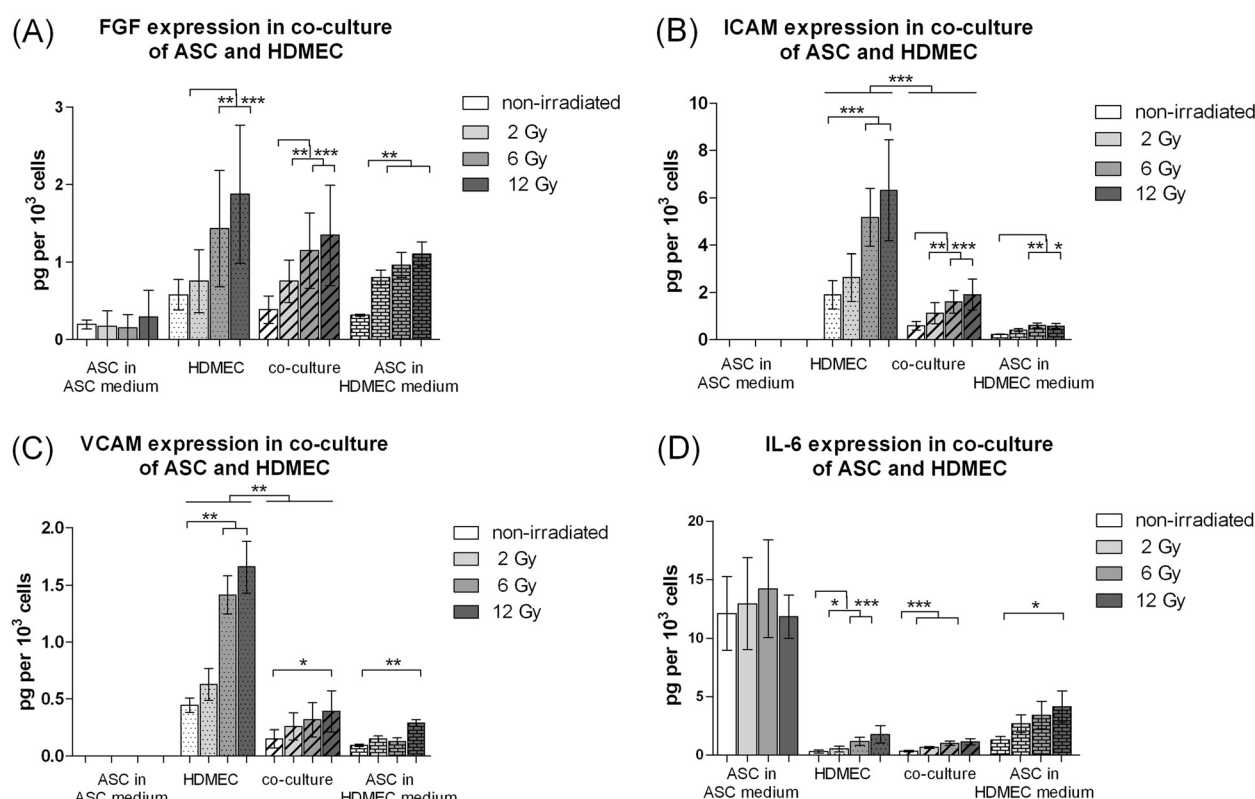 (A)
FGF expression in co-culture
of ASC and HDMEC
pg per 10³ cells
3
2
1
0
** ***
** ***
**
ASC in
ASC medium
HDMEC
co-culture
ASC in
HDMEC medium
non-irradiated
2 Gy
6 Gy
12 Gy
(B)
ICAM expression in co-culture
of ASC and HDMEC
pg per 10³ cells
10
8
6
4
2
0
***
***
** ***
** *
ASC in
ASC medium
HDMEC
co-culture
ASC in
HDMEC medium
non-irradiated
2 Gy
6 Gy
12 Gy
(C)
VCAM expression in co-culture
of ASC and HDMEC
pg per 10³ cells
2.0
1.5
1.0
0.5
0.0
**
**
*
**
ASC in
ASC medium
HDMEC
co-culture
ASC in
HDMEC medium
non-irradiated
2 Gy
6 Gy
12 Gy
(D)
IL-6 expression in co-culture
of ASC and HDMEC
pg per 10³ cells
20
15
10
5
0
* ***
***
*
ASC in
ASC medium
HDMEC
co-culture
ASC in
HDMEC medium
non-irradiated
2 Gy
6 Gy
12 Gy